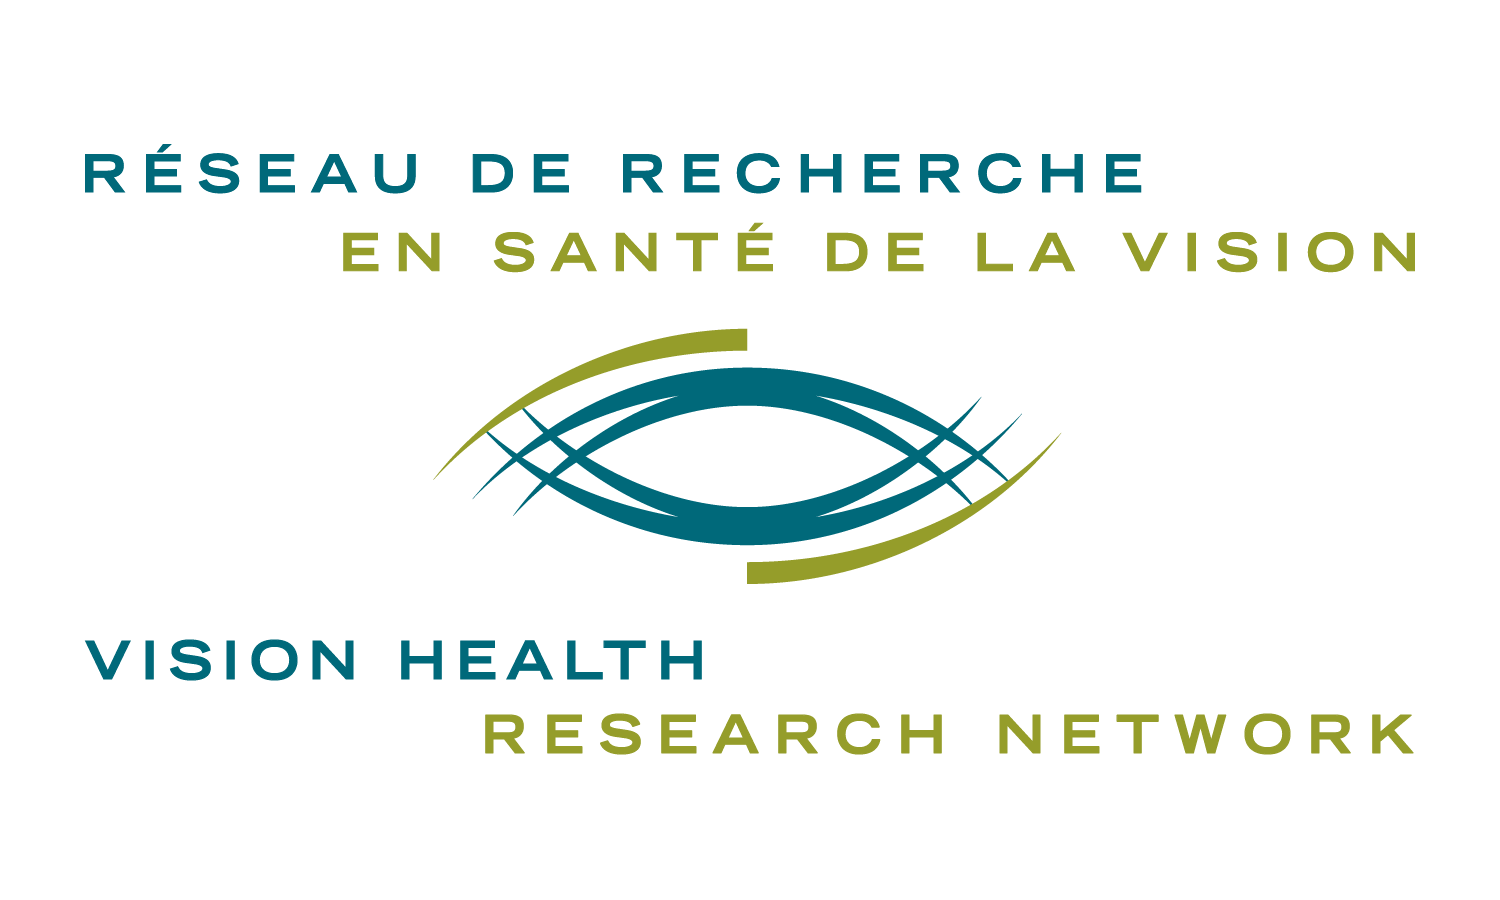 RÉSEAU DE RECHERCHE
EN SANTÉ DE LA VISION
VISION HEALTH
RESEARCH NETWORK